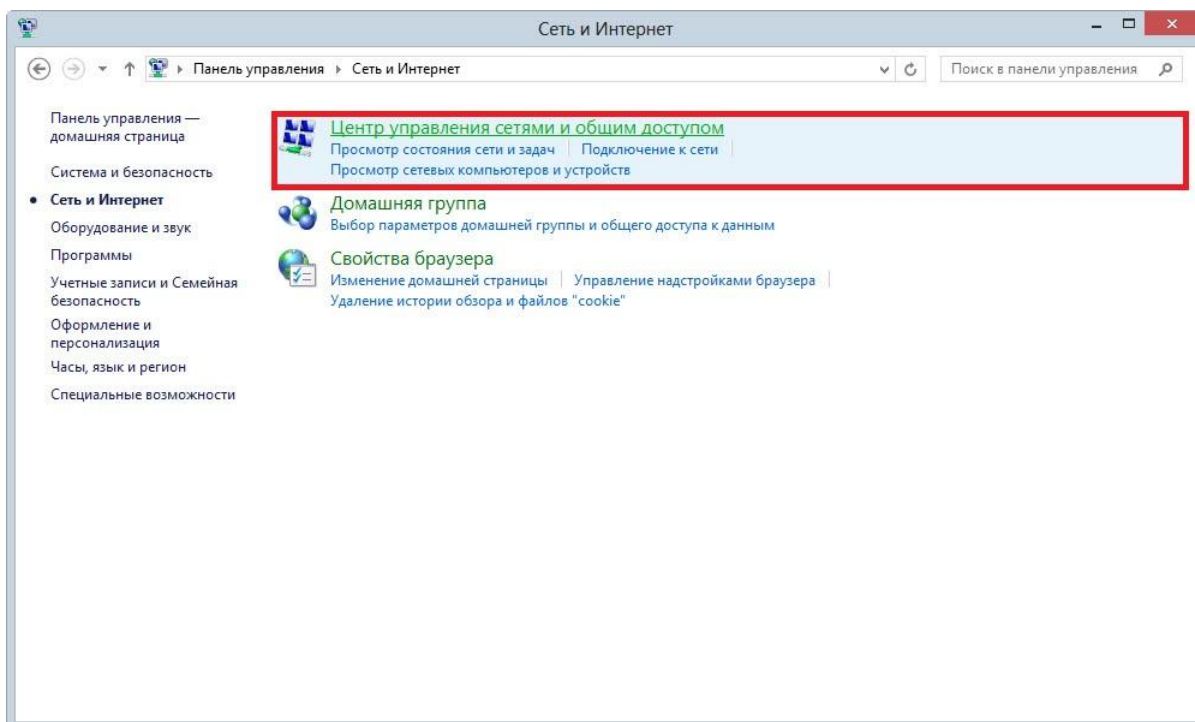 Сеть и Интернет
Панель управления Сеть и Интернет
Поиск в панели управления
Панель управления —
домашняя страница
Система и безопасность
Сеть и Интернет
Оборудование и звук
Программы
Учетные записи и Семейная
безопасность
Оформление и
персонализация
Часы, язык и регион
Специальные возможности
Центр управления сетями и общим доступом
Просмотр состояния сети и задач Подключение к сети
Просмотр сетевых компьютеров и устройств
Домашняя группа
Выбор параметров домашней группы и общего доступа к данным
Свойства браузера
Изменение домашней страницы Управление надстройками браузера
Удаление истории обзора и файлов "cookie"